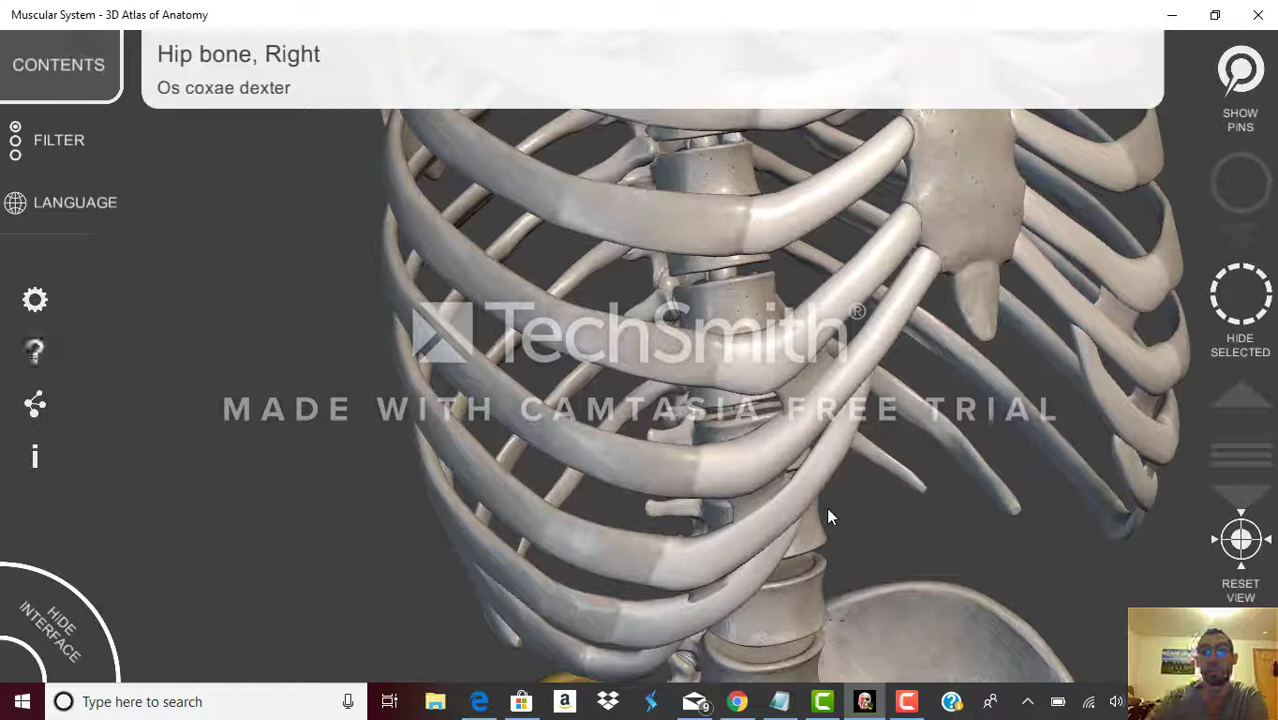 Muscular System - 3D Atlas of Anatomy
CONTENTS
Hip bone, Right
Os coxae dexter
SHOW
PINS
FILTER
LANGUAGE
TechSmith®
MADE WITH CAMTASIA FREE TRIAL
HIDE
SELECTED
RESET
VIEW
HIDE
INTERFACE
Type here to search
9